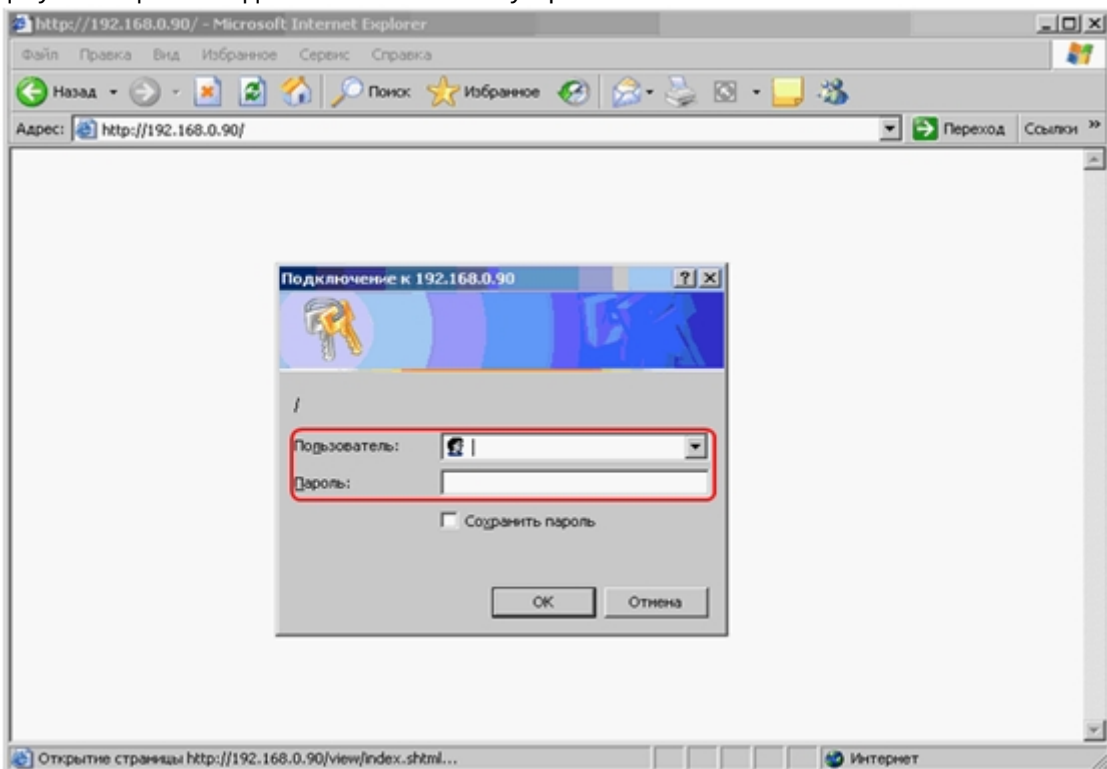 http://192.168.0.90/ - Microsoft Internet Explorer
Файл Правка Вид Избранное Сервис Справка
Назад Поиск Избранное
Адрес: http://192.168.0.90/ Переход Ссылки »
Подключение к 192.168.0.90
/
Пользователь:
Пароль:
Сохранить пароль
OK Отмена
Открытие страницы http://192.168.0.90/view/index.shtml... Интернет